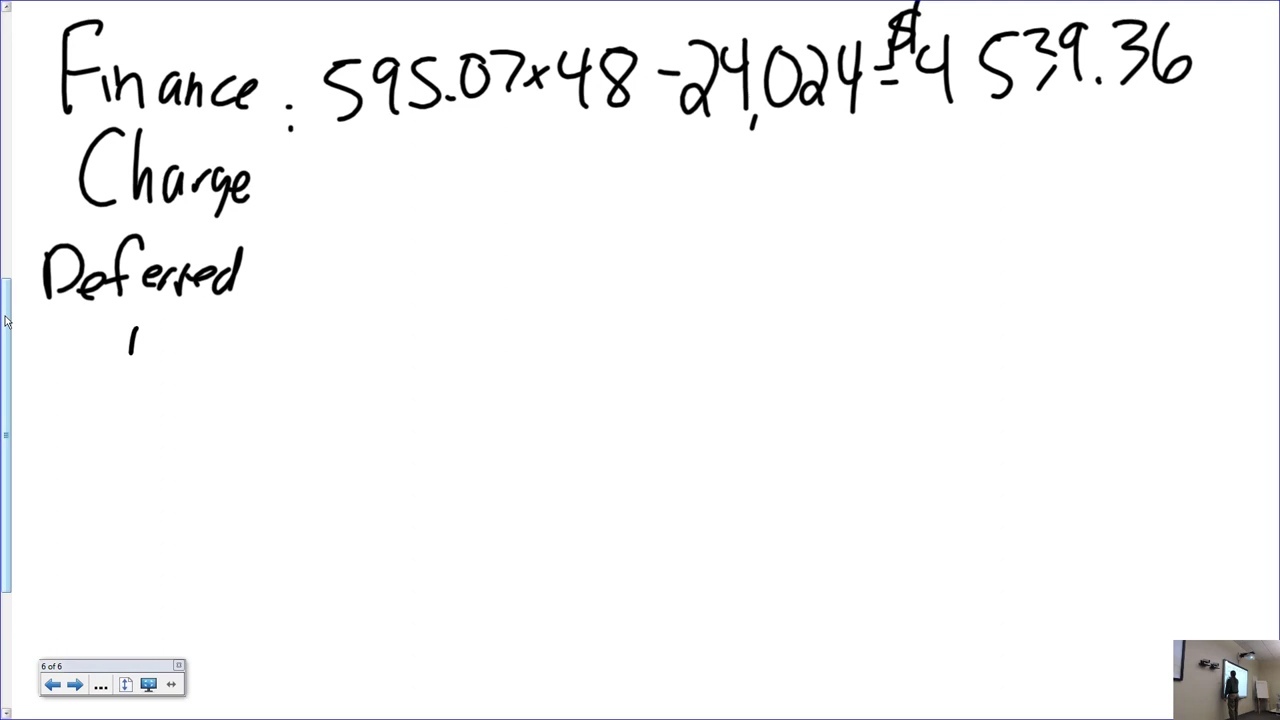 Finance : 595.07×48 -24,024=$4 539.36
Charge
Deferred
6 of 6